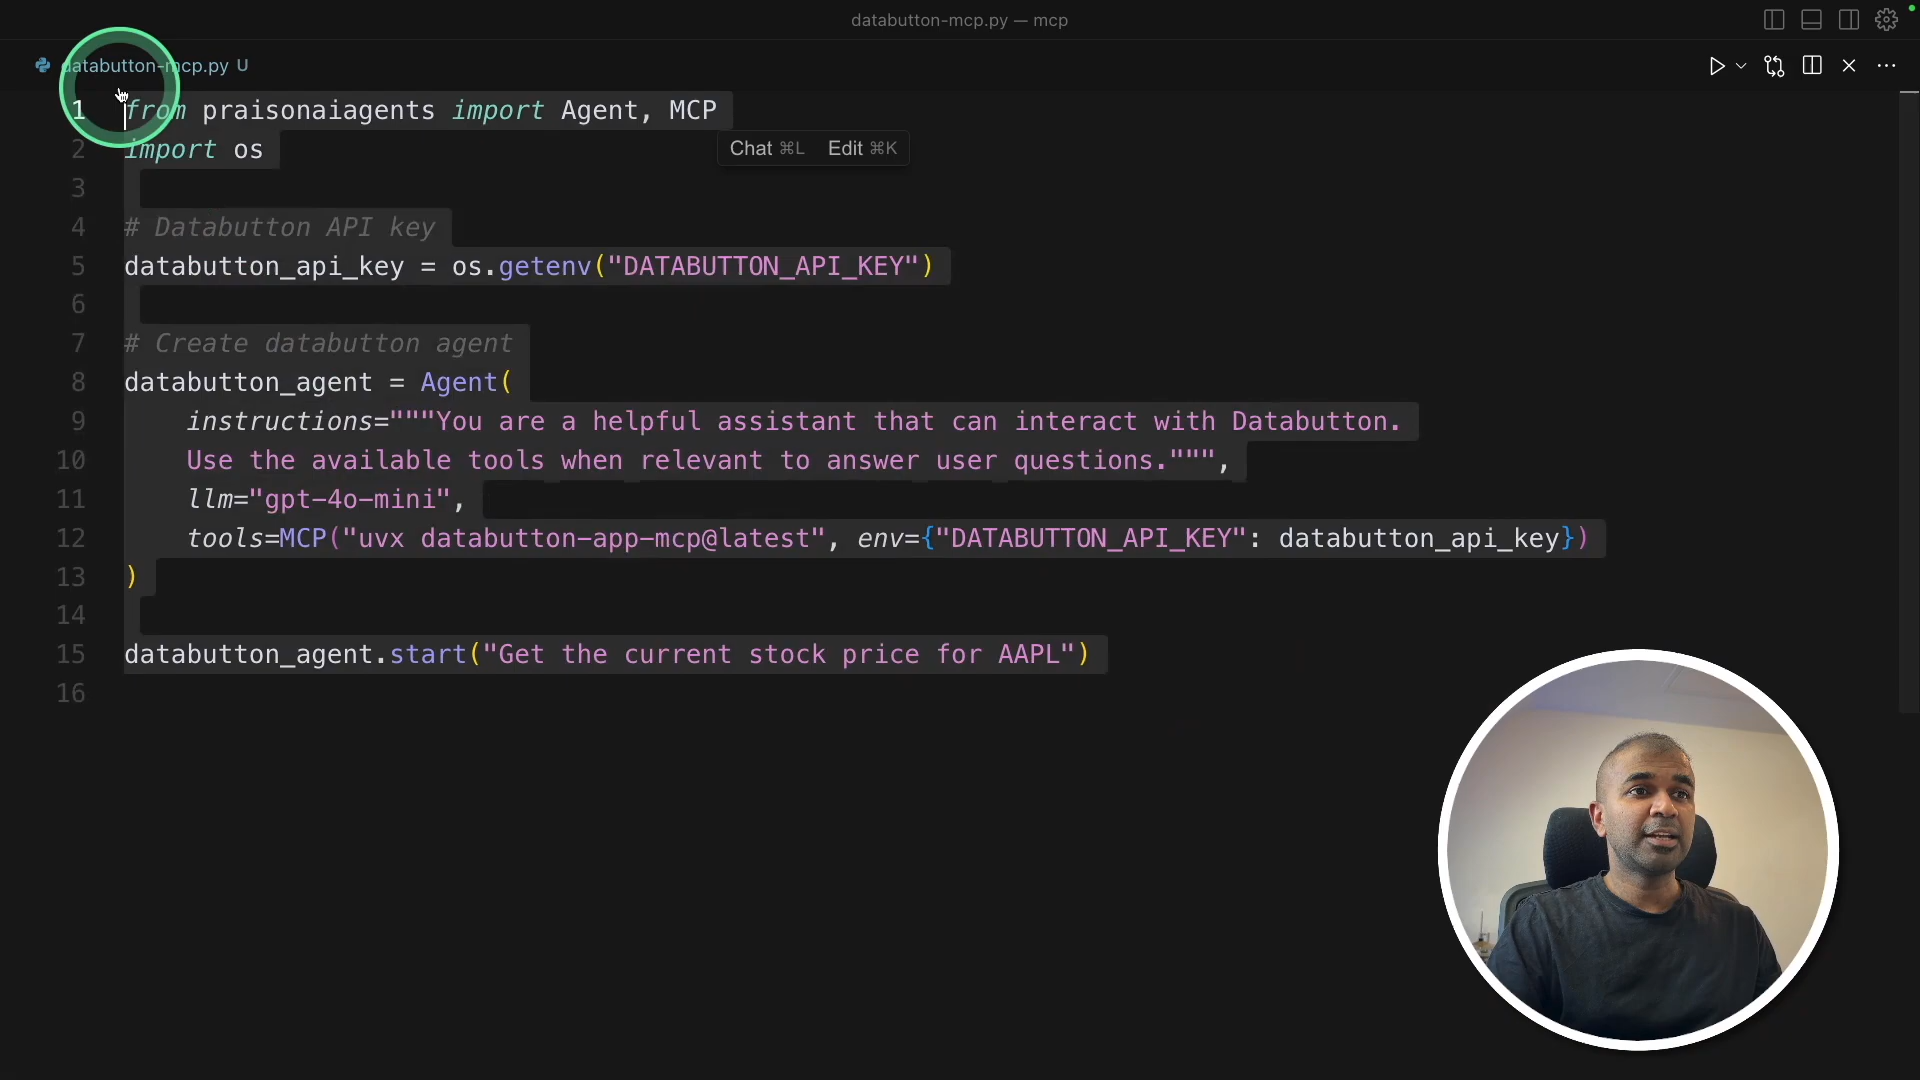 databutton-mcp.py — mcp
databutton-mcp.py U
1 from praisonaiagents import Agent, MCP
2 import os
Chat ⌘L Edit ⌘K
3
4 # Databutton API key
5 databutton_api_key = os.getenv("DATABUTTON_API_KEY")
6
7 # Create databutton agent
8 databutton_agent = Agent(
9 instructions="""You are a helpful assistant that can interact with Databutton.
10 Use the available tools when relevant to answer user questions.""",
11 llm="gpt-4o-mini",
12 tools=MCP("uvx databutton-app-mcp@latest", env={"DATABUTTON_API_KEY": databutton_api_key})
13 )
14
15 databutton_agent.start("Get the current stock price for AAPL")
16